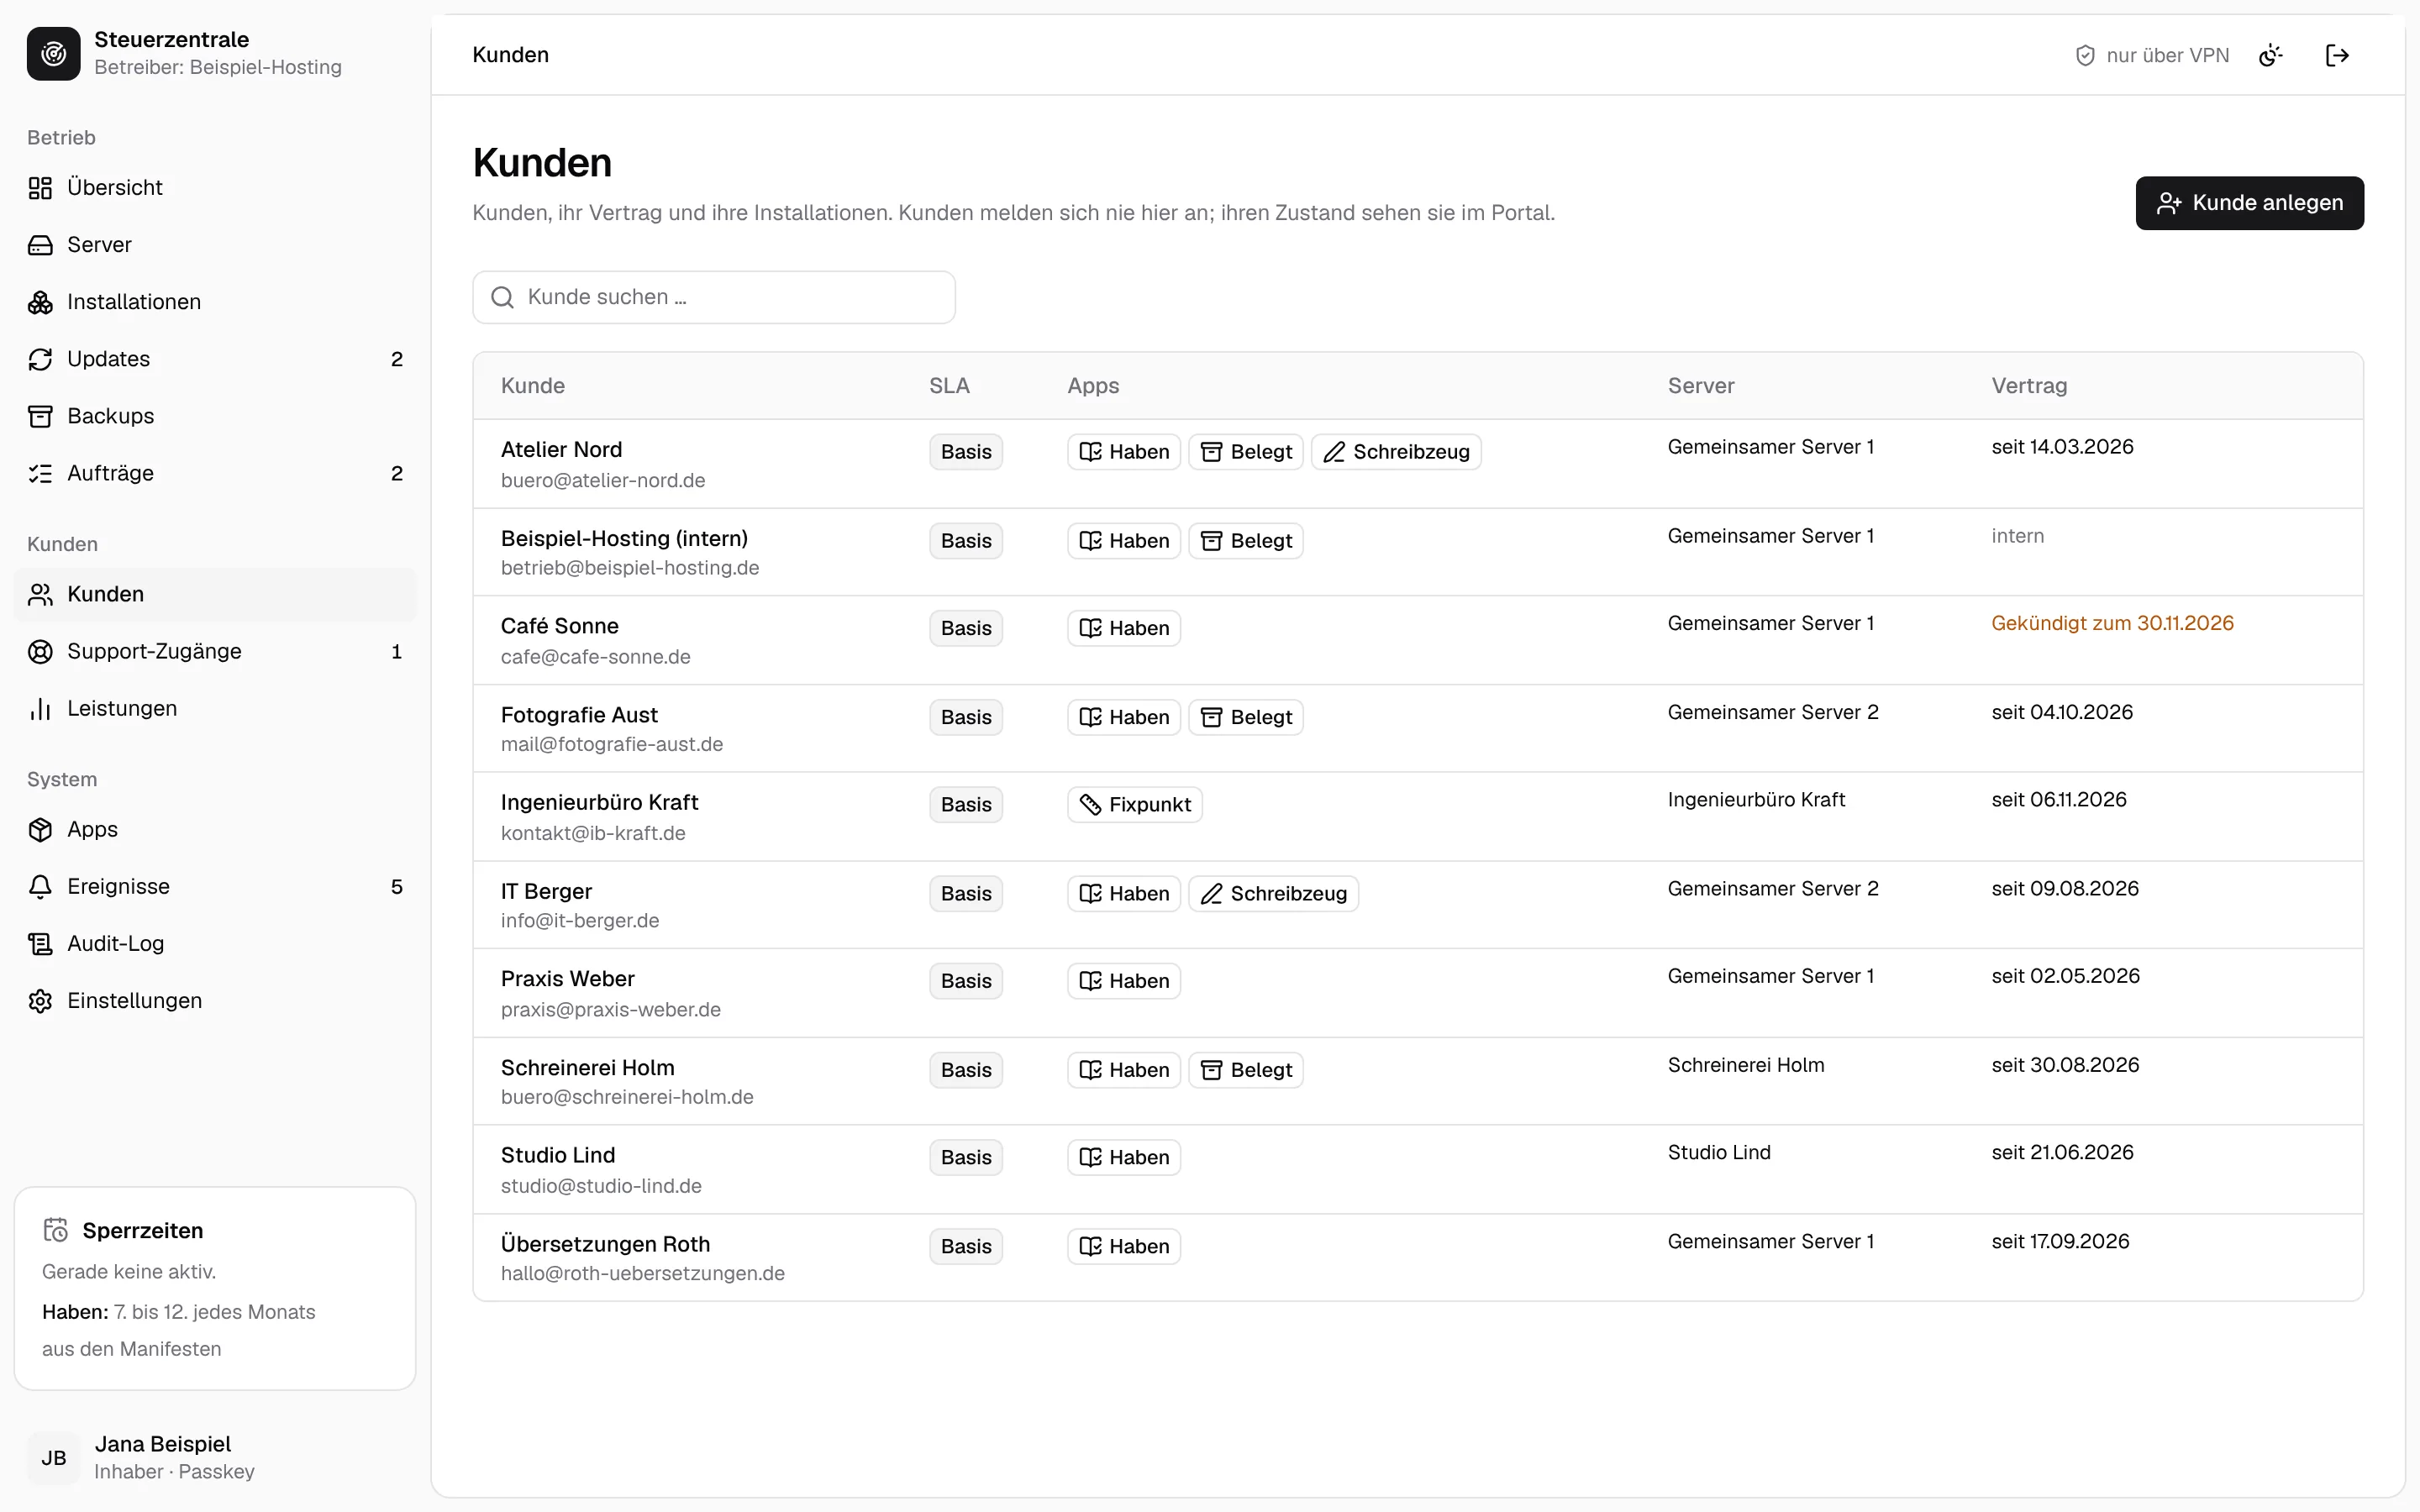 Steuerzentrale
Betreiber: Beispiel-Hosting
Betrieb
Übersicht
Server
Installationen
Updates 2
Backups
Aufträge 2
Kunden
Kunden
Support-Zugänge 1
Leistungen
System
Apps
Ereignisse 5
Audit-Log
Einstellungen
Sperrzeiten
Gerade keine aktiv.
Haben: 7. bis 12. jedes Monats
aus den Manifesten
JB
Jana Beispiel
Inhaber · Passkey
Kunden
nur über VPN
Kunden
Kunden, ihr Vertrag und ihre Installationen. Kunden melden sich nie hier an; ihren Zustand sehen sie im Portal.
Kunde anlegen
Kunde suchen ...
Kunde SLA Apps Server Vertrag
Atelier Nord Basis Haben Belegt Schreibzeug Gemeinsamer Server 1 seit 14.03.2026
buero@atelier-nord.de
Beispiel-Hosting (intern) Basis Haben Belegt Gemeinsamer Server 1 intern
betrieb@beispiel-hosting.de
Café Sonne Basis Haben Gemeinsamer Server 1 Gekündigt zum 30.11.2026
cafe@cafe-sonne.de
Fotografie Aust Basis Haben Belegt Gemeinsamer Server 2 seit 04.10.2026
mail@fotografie-aust.de
Ingenieurbüro Kraft Basis Fixpunkt Ingenieurbüro Kraft seit 06.11.2026
kontakt@ib-kraft.de
IT Berger Basis Haben Schreibzeug Gemeinsamer Server 2 seit 09.08.2026
info@it-berger.de
Praxis Weber Basis Haben Gemeinsamer Server 1 seit 02.05.2026
praxis@praxis-weber.de
Schreinerei Holm Basis Haben Belegt Schreinerei Holm seit 30.08.2026
buero@schreinerei-holm.de
Studio Lind Basis Haben Studio Lind seit 21.06.2026
studio@studio-lind.de
Übersetzungen Roth Basis Haben Gemeinsamer Server 1 seit 17.09.2026
hallo@roth-uebersetzungen.de